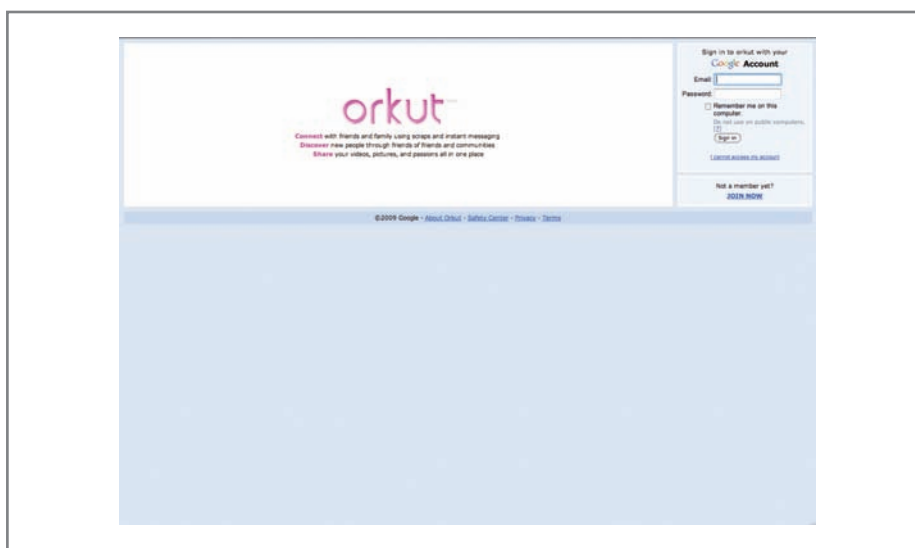 orkut
Connect with friends and family using scraps and instant messaging
Discover new people through friends of friends and communities
Share your videos, pictures, and passions all in one place
Sign in to orkut with your
Google Account
Email:
Password:
Remember me on this
computer.
Do not use on public computers.
[?]
Sign in
I cannot access my account
Not a member yet?
JOIN NOW
©2009 Google - About Orkut - Safety Center - Privacy - Terms